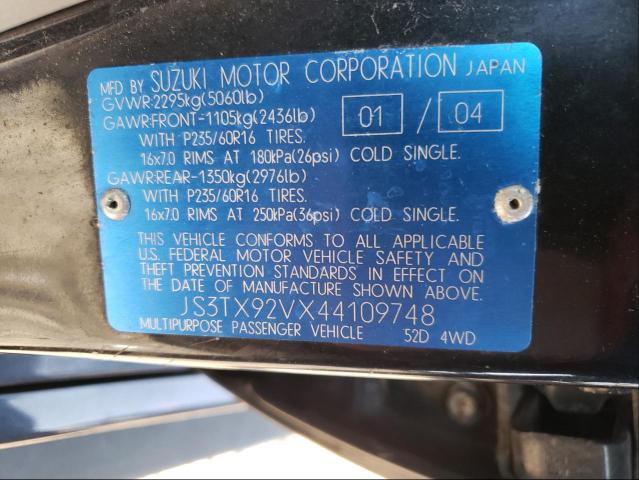 MFD BY SUZUKI MOTOR CORPORATION JAPAN
GVWR:2295kg(5060lb)
GAWR:FRONT-1105kg(2436lb) 01 / 04
WITH P235/60R16 TIRES.
16x7.0 RIMS AT 180kPa(26psi) COLD SINGLE.
GAWR:REAR-1350kg(2976lb)
WITH P235/60R16 TIRES.
16x7.0 RIMS AT 250kPa(36psi) COLD SINGLE.
THIS VEHICLE CONFORMS TO ALL APPLICABLE
U.S. FEDERAL MOTOR VEHICLE SAFETY AND
THEFT PREVENTION STANDARDS IN EFFECT ON
THE DATE OF MANUFACTURE SHOWN ABOVE.
JS3TX92VX44109748
MULTIPURPOSE PASSENGER VEHICLE 52D 4WD